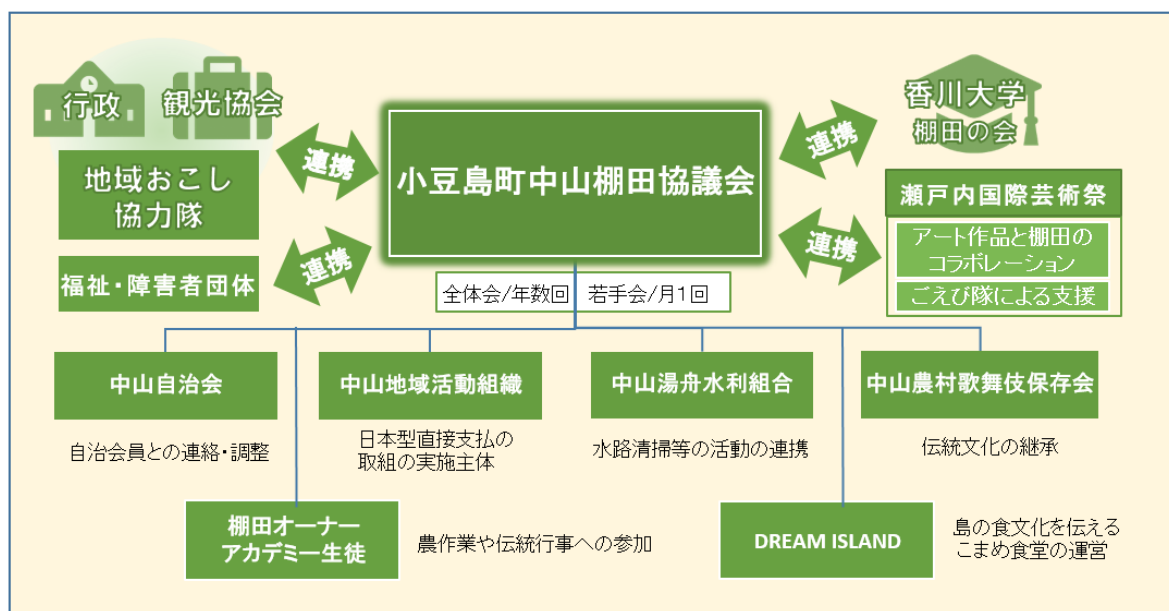 行政
観光協会
地域おこし
協力隊
福祉・障害者団体
連携
連携
小豆島町中山棚田協議会
全体会/年数回
若手会/月1回
連携
連携
香川大学
棚田の会
瀬戸内国際芸術祭
アート作品と棚田の
コラボレーション
ごえび隊による支援
中山自治会
自治会員との連絡・調整
中山地域活動組織
日本型直接支払の
取組の実施主体
中山湯舟水利組合
水路清掃等の活動の連携
中山農村歌舞伎保存会
伝統文化の継承
棚田オーナー
アカデミー生徒
農作業や伝統行事への参加
DREAM ISLAND
島の食文化を伝える
こまめ食堂の運営